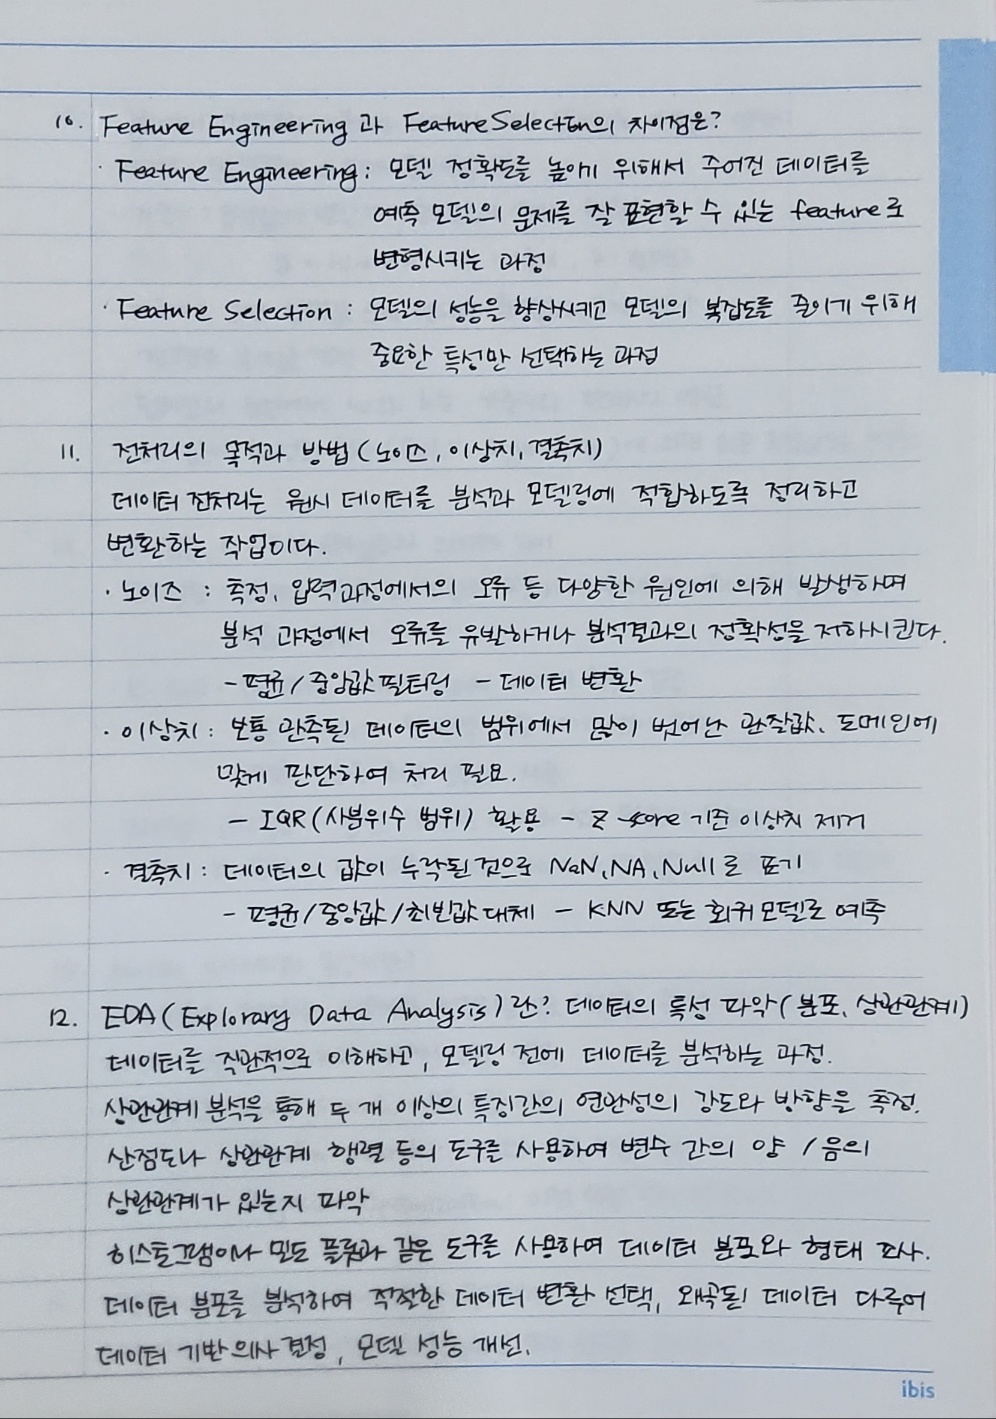 10. Feature Engineering과 Feature Selection의 차이점은?
· Feature Engineering : 모델 정확도를 높이기 위해서 주어진 데이터를
예측 모델의 문제를 잘 표현할 수 있는 feature로
변형시키는 과정
· Feature Selection : 모델의 성능을 향상시키고 모델의 복잡도를 줄이기 위해
중요한 특성만 선택하는 과정
11. 전처리의 목적과 방법 (노이즈, 이상치, 결측치)
데이터 전처리는 원시 데이터를 분석과 모델링에 적합하도록 정리하고
변환하는 작업이다.
· 노이즈 : 측정, 입력과정에서의 오류 등 다양한 원인에 의해 발생하며
분석 과정에서 오류를 유발하거나 분석결과의 정확성을 저하시킨다.
- 평균/중앙값 필터링 - 데이터 변환
· 이상치 : 보통 관측된 데이터의 범위에서 많이 벗어난 관찰값. 도메인에
맞게 판단하여 처리 필요.
- IQR(사분위수 범위) 활용 - Z-score 기준 이상치 제거
· 결측치 : 데이터의 값이 누락된 것으로 NaN, NA, Null로 표기
- 평균/중앙값/최빈값 대체 - KNN 또는 회귀모델로 예측
12. EDA(Explorary Data Analysis)란? 데이터의 특성 파악(분포, 상관관계)
데이터를 직관적으로 이해하고, 모델링 전에 데이터를 분석하는 과정.
상관관계 분석을 통해 두 개 이상의 특징간의 연관성의 강도와 방향을 측정.
산점도나 상관관계 행렬 등의 도구를 사용하여 변수 간의 양/음의
상관관계가 있는지 파악
히스토그램이나 밀도 플롯과 같은 도구를 사용하여 데이터 분포와 형태 조사.
데이터 분포를 분석하여 적절한 데이터 변환 선택, 왜곡된 데이터 다루어
데이터 기반 의사결정, 모델 성능 개선.
ibis